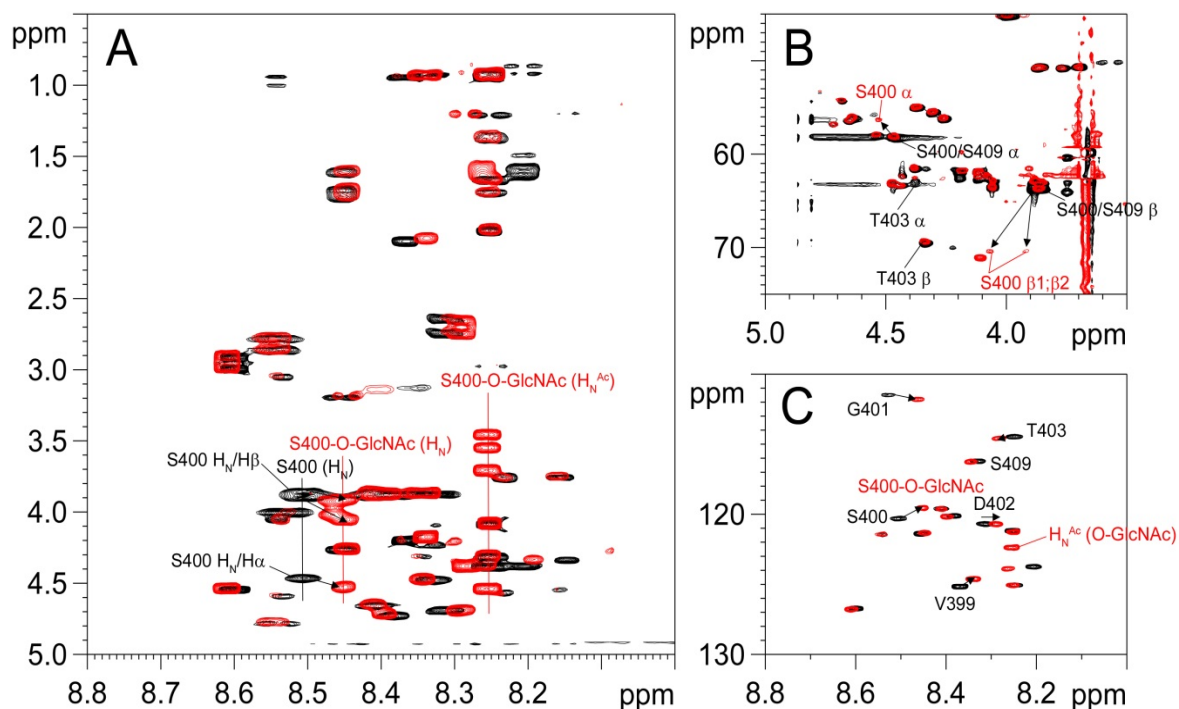 A
ppm
1.0
1.5
2.0
2.5
3.0
3.5
4.0
4.5
5.0
S400-O-GlcNAc (H_N^Ac)
S400-O-GlcNAc (H_N)
S400 H_N/Hβ
S400 (H_N)
S400 H_N/Hα
8.8 8.7 8.6 8.5 8.4 8.3 8.2 ppm
B
ppm
60
70
S400 α
S400/S409 α
T403 α
S400/S409 β
T403 β
S400 β1;β2
5.0 4.5 4.0 ppm
C
ppm
120
130
G401
T403
S409
S400-O-GlcNAc
D402
S400
H_N^Ac (O-GlcNAc)
V399
8.8 8.6 8.4 8.2 ppm